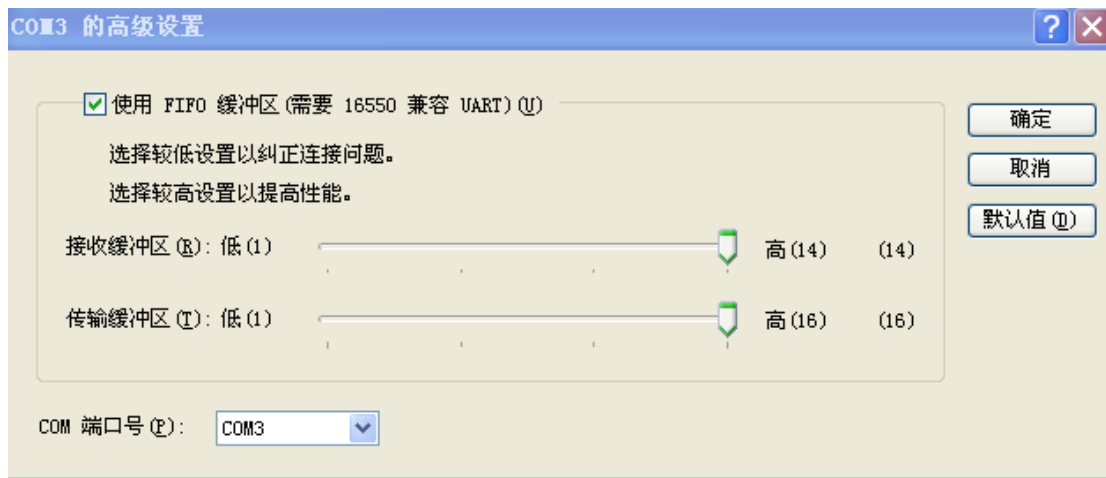 COM3 的高级设置
使用 FIFO 缓冲区(需要 16550 兼容 UART)(U)
确定
选择较低设置以纠正连接问题。
取消
选择较高设置以提高性能。
默认值(D)
接收缓冲区(R): 低(1) 高(14) (14)
传输缓冲区(T): 低(1) 高(16) (16)
COM 端口号(P): COM3